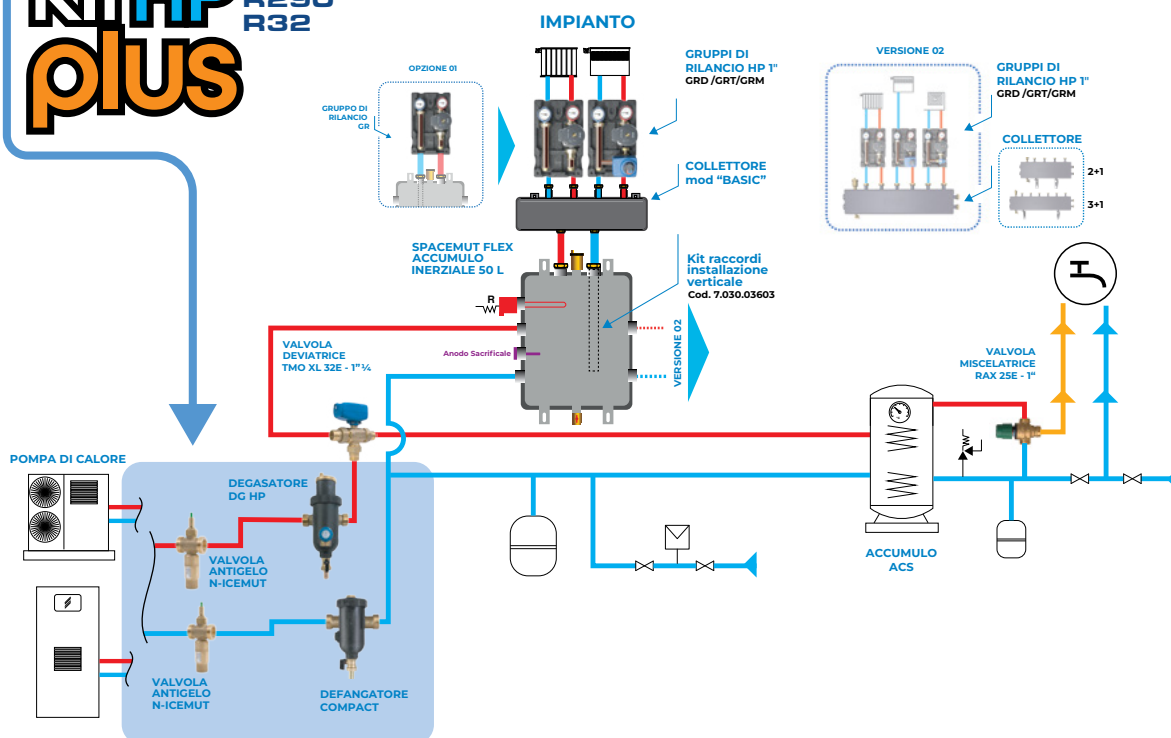 KIT HP
R290
R32
plus
IMPIANTO
OPZIONE 01
GRUPPO DI
RILANCIO
GR
GRUPPI DI
RILANCIO HP 1"
GRD /GRT/GRM
VERSIONE 02
GRUPPI DI
RILANCIO HP 1"
GRD /GRT/GRM
COLLETTORE
2+1
3+1
COLLETTORE
mod “BASIC”
SPACEMUT FLEX
ACCUMULO
INERZIALE 50 L
Kit raccordi
installazione
verticale
Cod. 7.030.03603
R
VERSIONE 02
Anodo Sacrificale
VALVOLA
DEVIATRICE
TMO XL 32E - 1” ¼
VALVOLA
MISCELATRICE
RAX 25E - 1“
POMPA DI CALORE
DEGASATORE
DG HP
VALVOLA
ANTIGELO
N-ICEMUT
ACCUMULO
ACS
VALVOLA
ANTIGELO
N-ICEMUT
DEFANGATORE
COMPACT